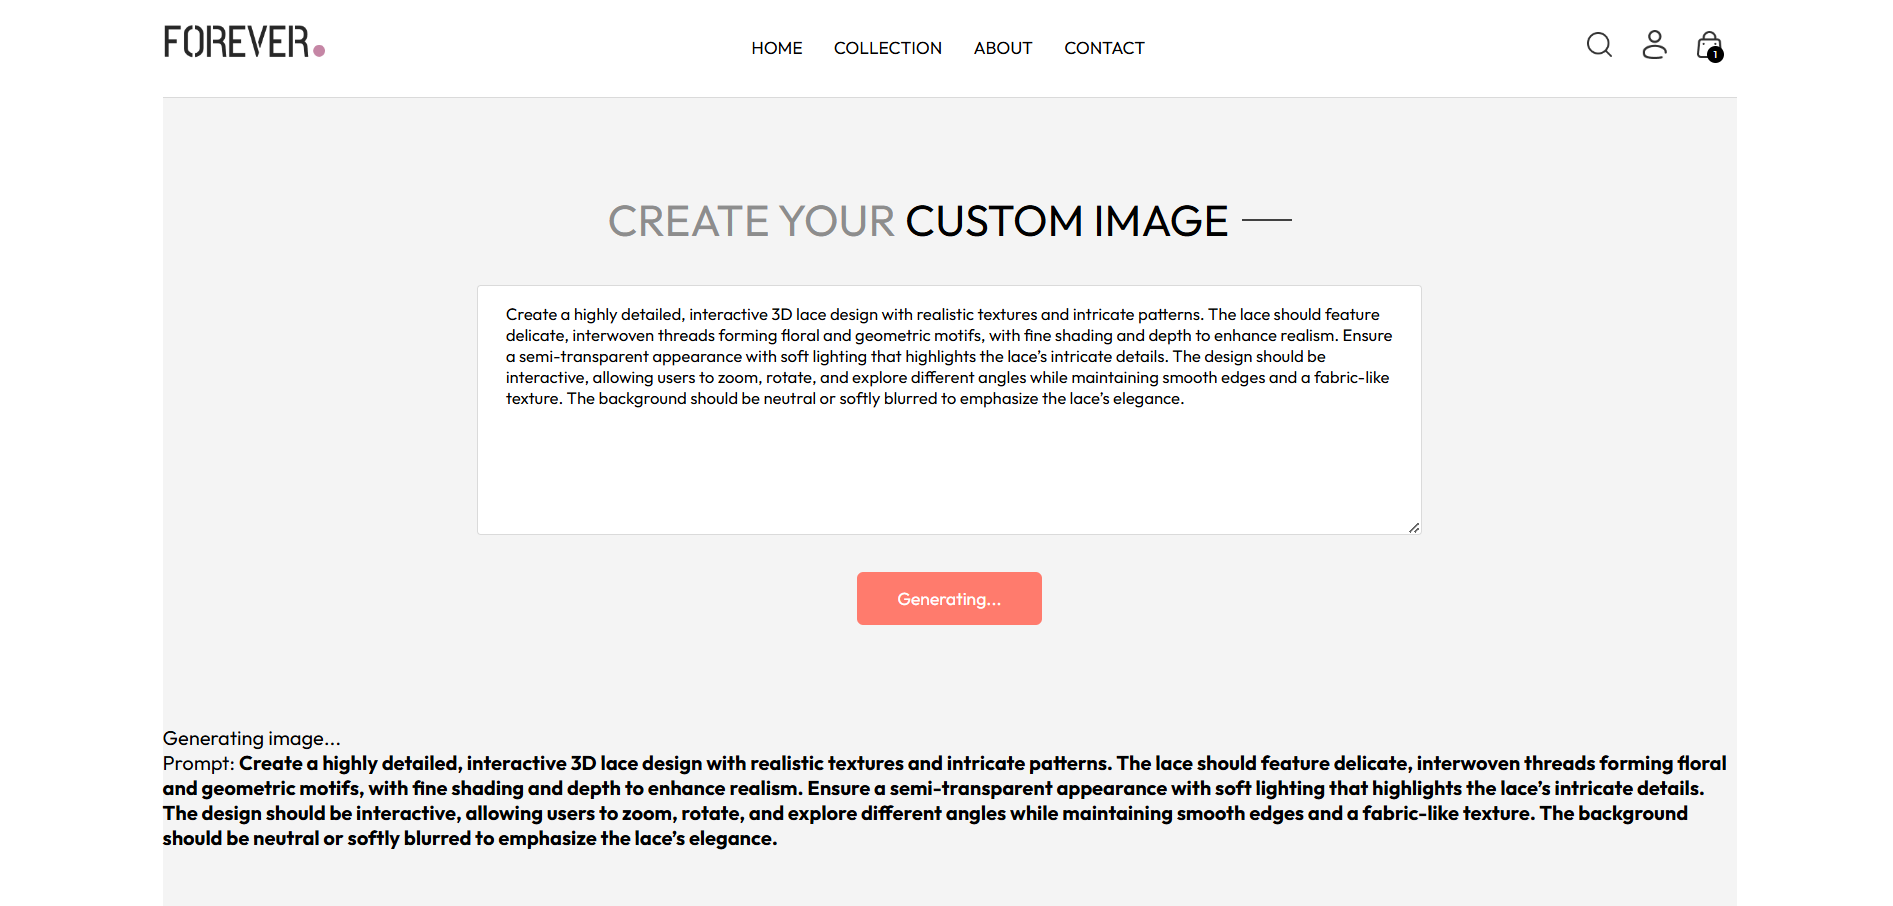 FOREVER.
HOME COLLECTION ABOUT CONTACT
1
CREATE YOUR CUSTOM IMAGE
Create a highly detailed, interactive 3D lace design with realistic textures and intricate patterns. The lace should feature
delicate, interwoven threads forming floral and geometric motifs, with fine shading and depth to enhance realism. Ensure
a semi-transparent appearance with soft lighting that highlights the lace’s intricate details. The design should be
interactive, allowing users to zoom, rotate, and explore different angles while maintaining smooth edges and a fabric-like
texture. The background should be neutral or softly blurred to emphasize the lace’s elegance.
Generating...
Generating image...
Prompt: Create a highly detailed, interactive 3D lace design with realistic textures and intricate patterns. The lace should feature delicate, interwoven threads forming floral
and geometric motifs, with fine shading and depth to enhance realism. Ensure a semi-transparent appearance with soft lighting that highlights the lace’s intricate details.
The design should be interactive, allowing users to zoom, rotate, and explore different angles while maintaining smooth edges and a fabric-like texture. The background
should be neutral or softly blurred to emphasize the lace’s elegance.